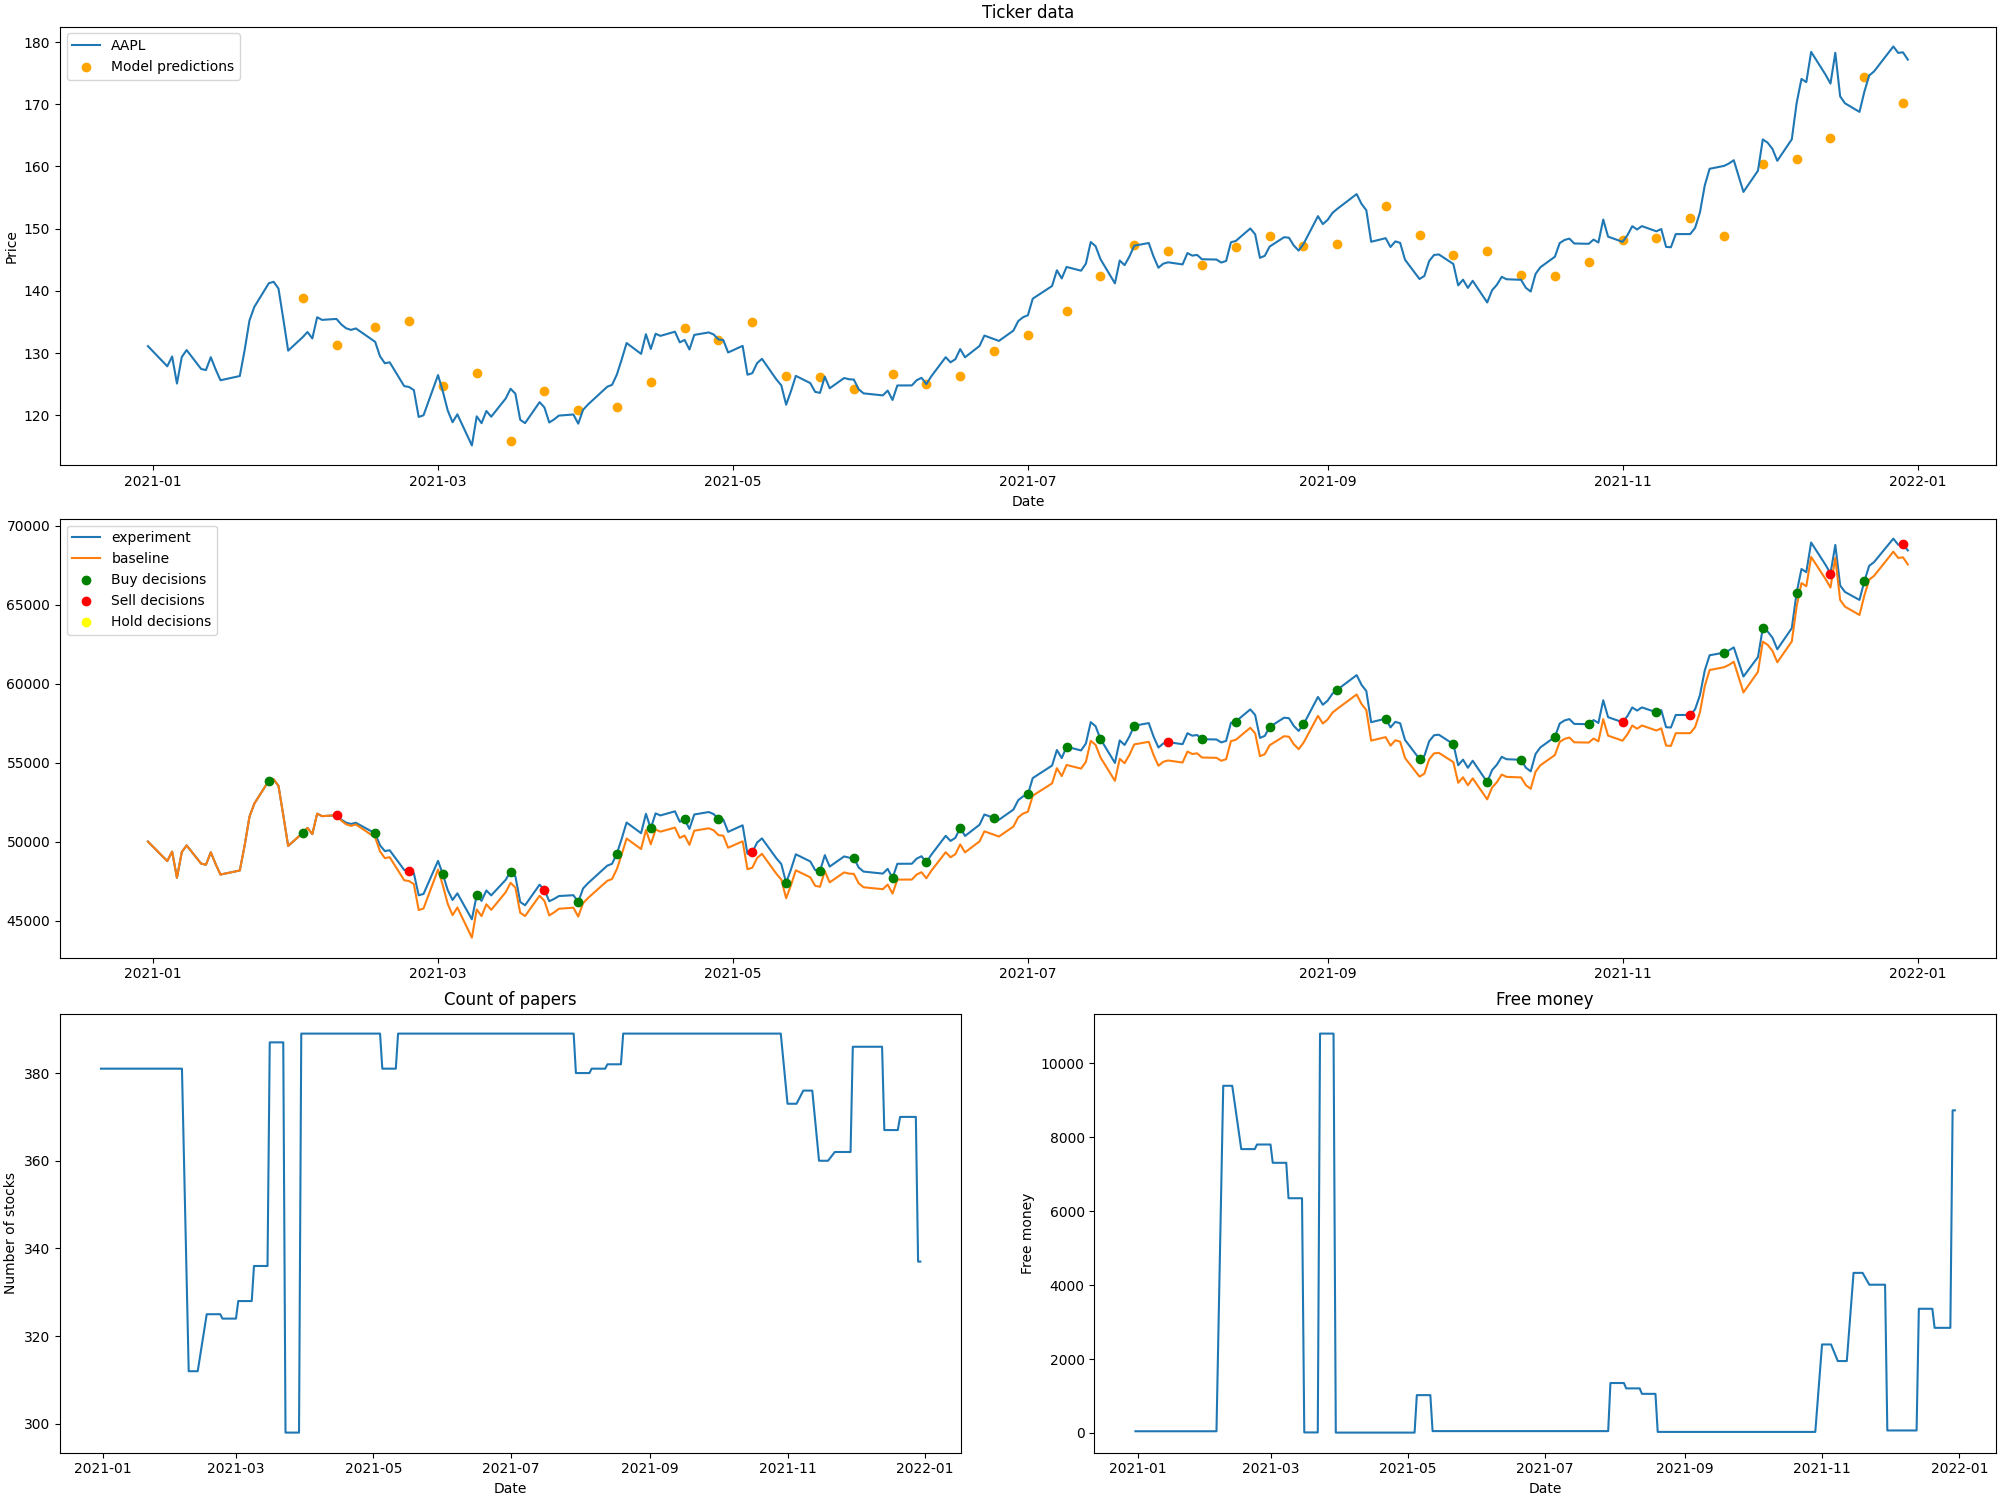 Ticker data
AAPL
Model predictions
180
170
160
150
140
130
120
Price
2021-01 2021-03 2021-05 2021-07 2021-09 2021-11 2022-01
Date
experiment
baseline
Buy decisions
Sell decisions
Hold decisions
70000
65000
60000
55000
50000
45000
2021-01 2021-03 2021-05 2021-07 2021-09 2021-11 2022-01
Count of papers
380
360
340
320
300
Number of stocks
2021-01 2021-03 2021-05 2021-07 2021-09 2021-11 2022-01
Date
Free money
10000
8000
6000
4000
2000
0
Free money
2021-01 2021-03 2021-05 2021-07 2021-09 2021-11 2022-01
Date